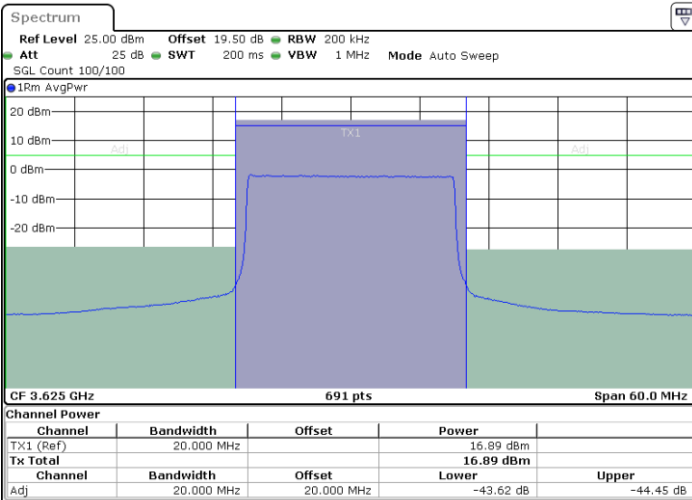 Spectrum
Ref Level 25.00 dBm Offset 19.50 dB RBW 200 kHz
Att 25 dB SWT 200 ms VBW 1 MHz Mode Auto Sweep
SGL Count 100/100
1Rm AvgPwr
20 dBm
TX1
10 dBm
Adj Adj
0 dBm
-10 dBm
-20 dBm
CF 3.625 GHz 691 pts Span 60.0 MHz
Channel Power
Channel Bandwidth Offset Power
TX1 (Ref) 20.000 MHz 16.89 dBm
Tx Total 16.89 dBm
Channel Bandwidth Offset Lower Upper
Adj 20.000 MHz 20.000 MHz -43.62 dB -44.45 dB